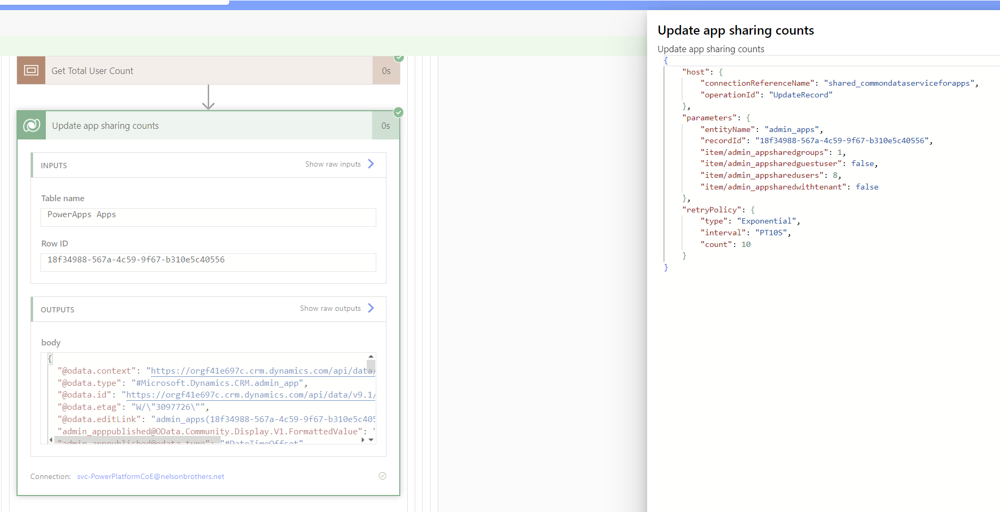 Get Total User Count
0s
Update app sharing counts
0s
INPUTS
Show raw inputs
Table name
PowerApps Apps
Row ID
18f34988-567a-4c59-9f67-b310e5c40556
OUTPUTS
Show raw outputs
body
{
"@odata.context": "https://orgf41e697c.crm.dynamics.com/api/data/
"@odata.type": "#Microsoft.Dynamics.CRM.admin_app",
"@odata.id": "https://orgf41e697c.crm.dynamics.com/api/data/v9.1/
"@odata.etag": "W/\"3097726\"",
"@odata.editLink": "admin_apps(18f34988-567a-4c59-9f67-b310e5c405
"admin_apppublished@OData.Community.Display.V1.FormattedValue": "
"admin_apppublished@odata.type": "#DateTimeOffset"
Connection: svc-PowerPlatformCoE@nelsonbrothers.net
Update app sharing counts
Update app sharing counts
{
"host": {
"connectionReferenceName": "shared_commondataserviceforapps",
"operationId": "UpdateRecord"
},
"parameters": {
"entityName": "admin_apps",
"recordId": "18f34988-567a-4c59-9f67-b310e5c40556",
"item/admin_appsharedgroups": 1,
"item/admin_appsharedguestuser": false,
"item/admin_appsharedusers": 8,
"item/admin_appsharedwithtenant": false
},
"retryPolicy": {
"type": "Exponential",
"interval": "PT10S",
"count": 10
}
}